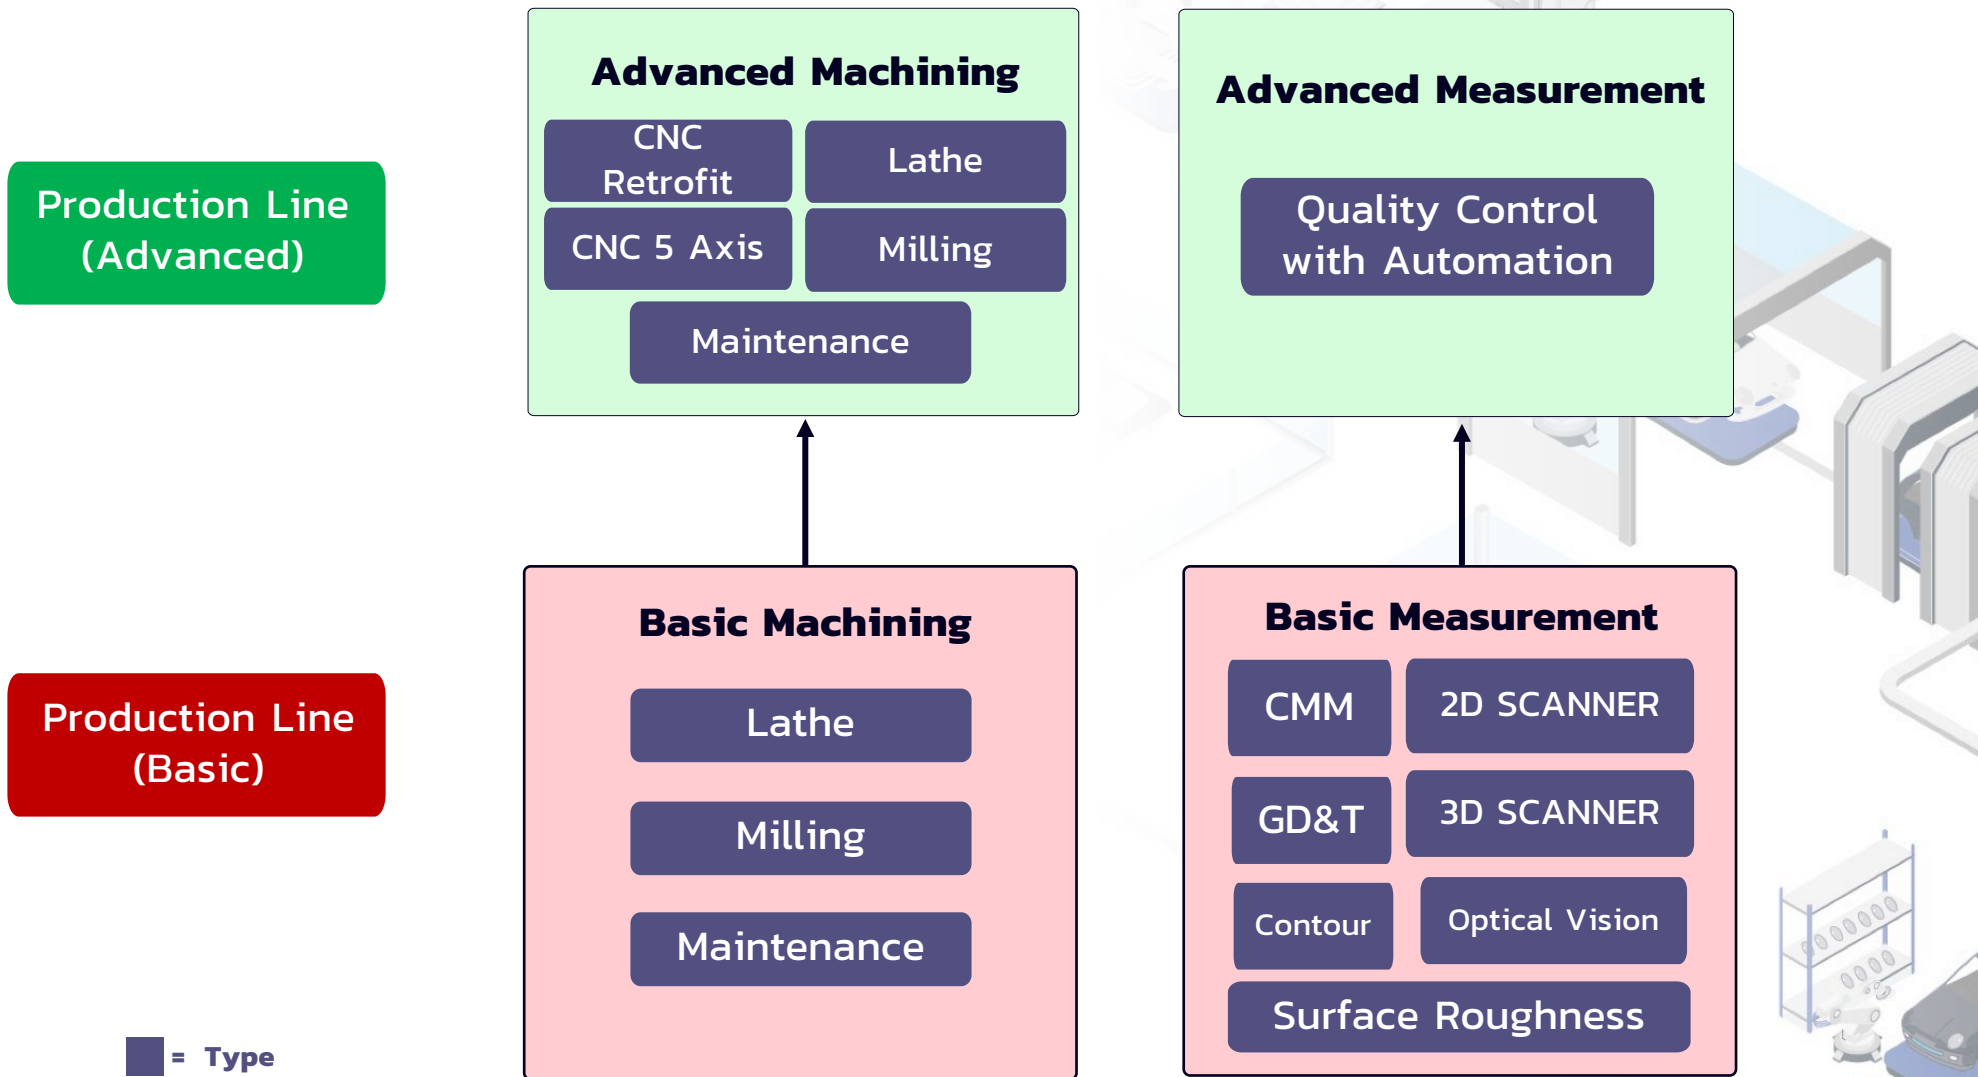 Advanced Machining
CNC
Retrofit
Lathe
CNC 5 Axis
Milling
Maintenance
Advanced Measurement
Quality Control
with Automation
Production Line
(Advanced)
Basic Machining
Lathe
Milling
Maintenance
Basic Measurement
CMM
2D SCANNER
GD&T
3D SCANNER
Contour
Optical Vision
Surface Roughness
Production Line
(Basic)
= Type